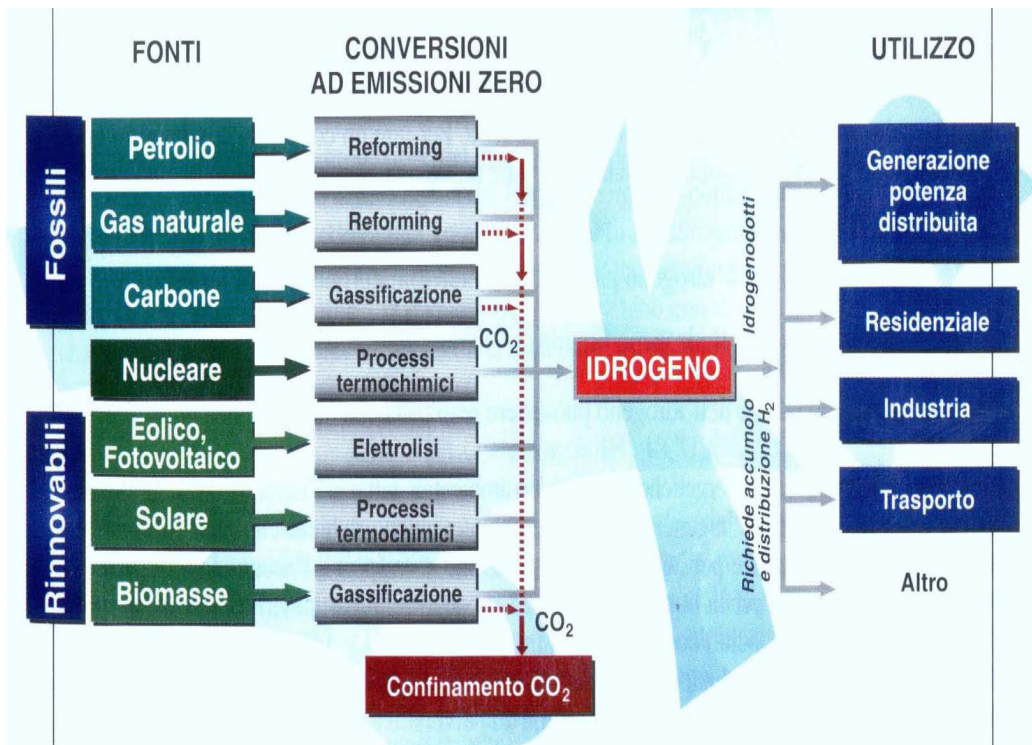 FONTI
CONVERSIONI
AD EMISSIONI ZERO
UTILIZZO
Fossili
Petrolio
Reforming
Gas naturale
Reforming
Carbone
Gassificazione
CO₂
Nucleare
Processi
termochimici
Rinnovabili
Eolico,
Fotovoltaico
Elettrolisi
Solare
Processi
termochimici
Biomasse
Gassificazione
CO₂
Confinamento CO₂
IDROGENO
Idrogenodotti
Richiede accumulo
e distribuzione H₂
Generazione
potenza
distribuita
Residenziale
Industria
Trasporto
Altro